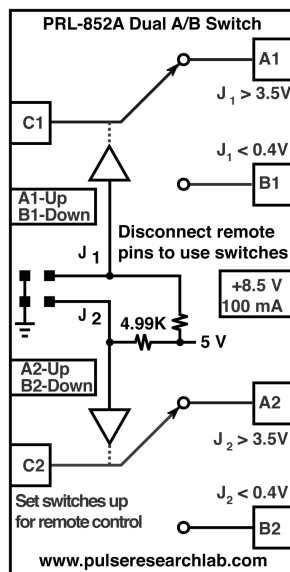 PRL-852A Dual A/B Switch
A1
C1
J1 > 3.5V
J1 < 0.4V
B1
A1-Up
B1-Down
Disconnect remote
pins to use switches
J1
J2
+8.5 V
100 mA
4.99K
5 V
A2-Up
B2-Down
A2
J2 > 3.5V
C2
Set switches up
for remote control
J2 < 0.4V
B2
www.pulseresearchlab.com